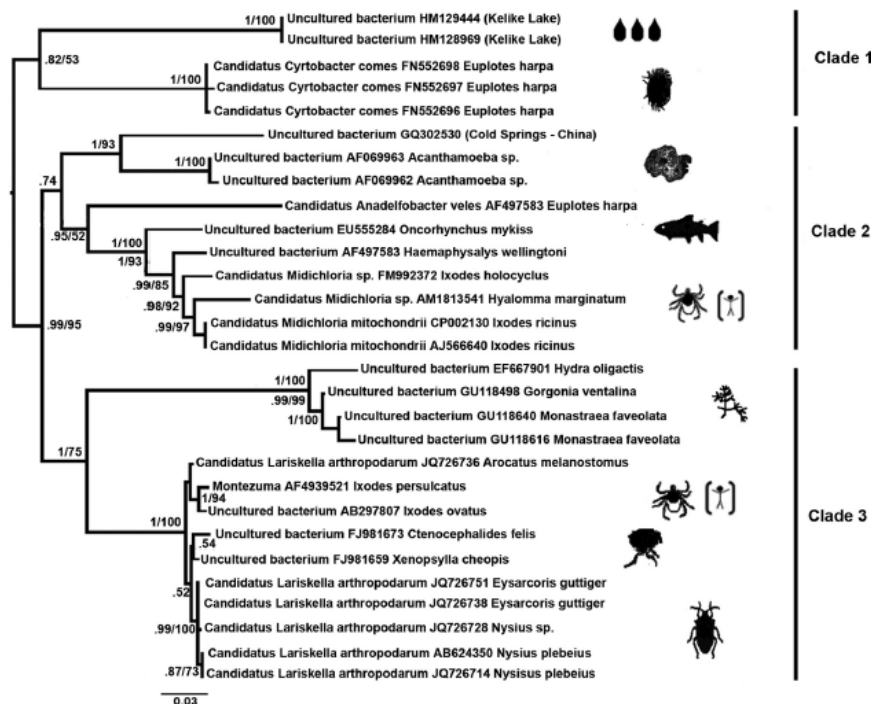 1/100
Uncultured bacterium HM129444 (Kelike Lake)
Uncultured bacterium HM128969 (Kelike Lake)
.82/53
Clade 1
Candidatus Cyrtobacter comes FN552698 Euplotes harpa
1/100
Candidatus Cyrtobacter comes FN552697 Euplotes harpa
Candidatus Cyrtobacter comes FN552696 Euplotes harpa
Uncultured bacterium GQ302530 (Cold Springs - China)
1/93
Uncultured bacterium AF069963 Acanthamoeba sp.
1/100
Uncultured bacterium AF069962 Acanthamoeba sp.
.74
Candidatus Anadelfobacter veles AF497583 Euplotes harpa
.95/52
Uncultured bacterium EU555284 Oncorhynchus mykiss
1/100
Clade 2
Uncultured bacterium AF497583 Haemaphysalys wellingtoni
1/93
Candidatus Midichloria sp. FM992372 Ixodes holocyclus
.99/85
Candidatus Midichloria sp. AM1813541 Hyalomma marginatum
.98/92
Candidatus Midichloria mitochondrii CP002130 Ixodes ricinus
.99/97
.99/95
Candidatus Midichloria mitochondrii AJ566640 Ixodes ricinus
Uncultured bacterium EF667901 Hydra oligactis
1/100
Uncultured bacterium GU118498 Gorgonia ventalina
.99/99
Uncultured bacterium GU118640 Monastraea faveolata
1/100
Uncultured bacterium GU118616 Monastraea faveolata
1/75
Candidatus Lariskella arthropodarum JQ726736 Arocatus melanostomus
Montezuma AF4939521 Ixodes persulcatus
1/94
Uncultured bacterium AB297807 Ixodes ovatus
Clade 3
1/100
Uncultured bacterium FJ981673 Ctenocephalides felis
.54
Uncultured bacterium FJ981659 Xenopsylla cheopis
Candidatus Lariskella arthropodarum JQ726751 Eysarcoris guttiger
.52
Candidatus Lariskella arthropodarum JQ726738 Eysarcoris guttiger
Candidatus Lariskella arthropodarum JQ726728 Nysius sp.
.99/100
Candidatus Lariskella arthropodarum AB624350 Nysius plebeius
.87/73
Candidatus Lariskella arthropodarum JQ726714 Nysisus plebeius
0.03